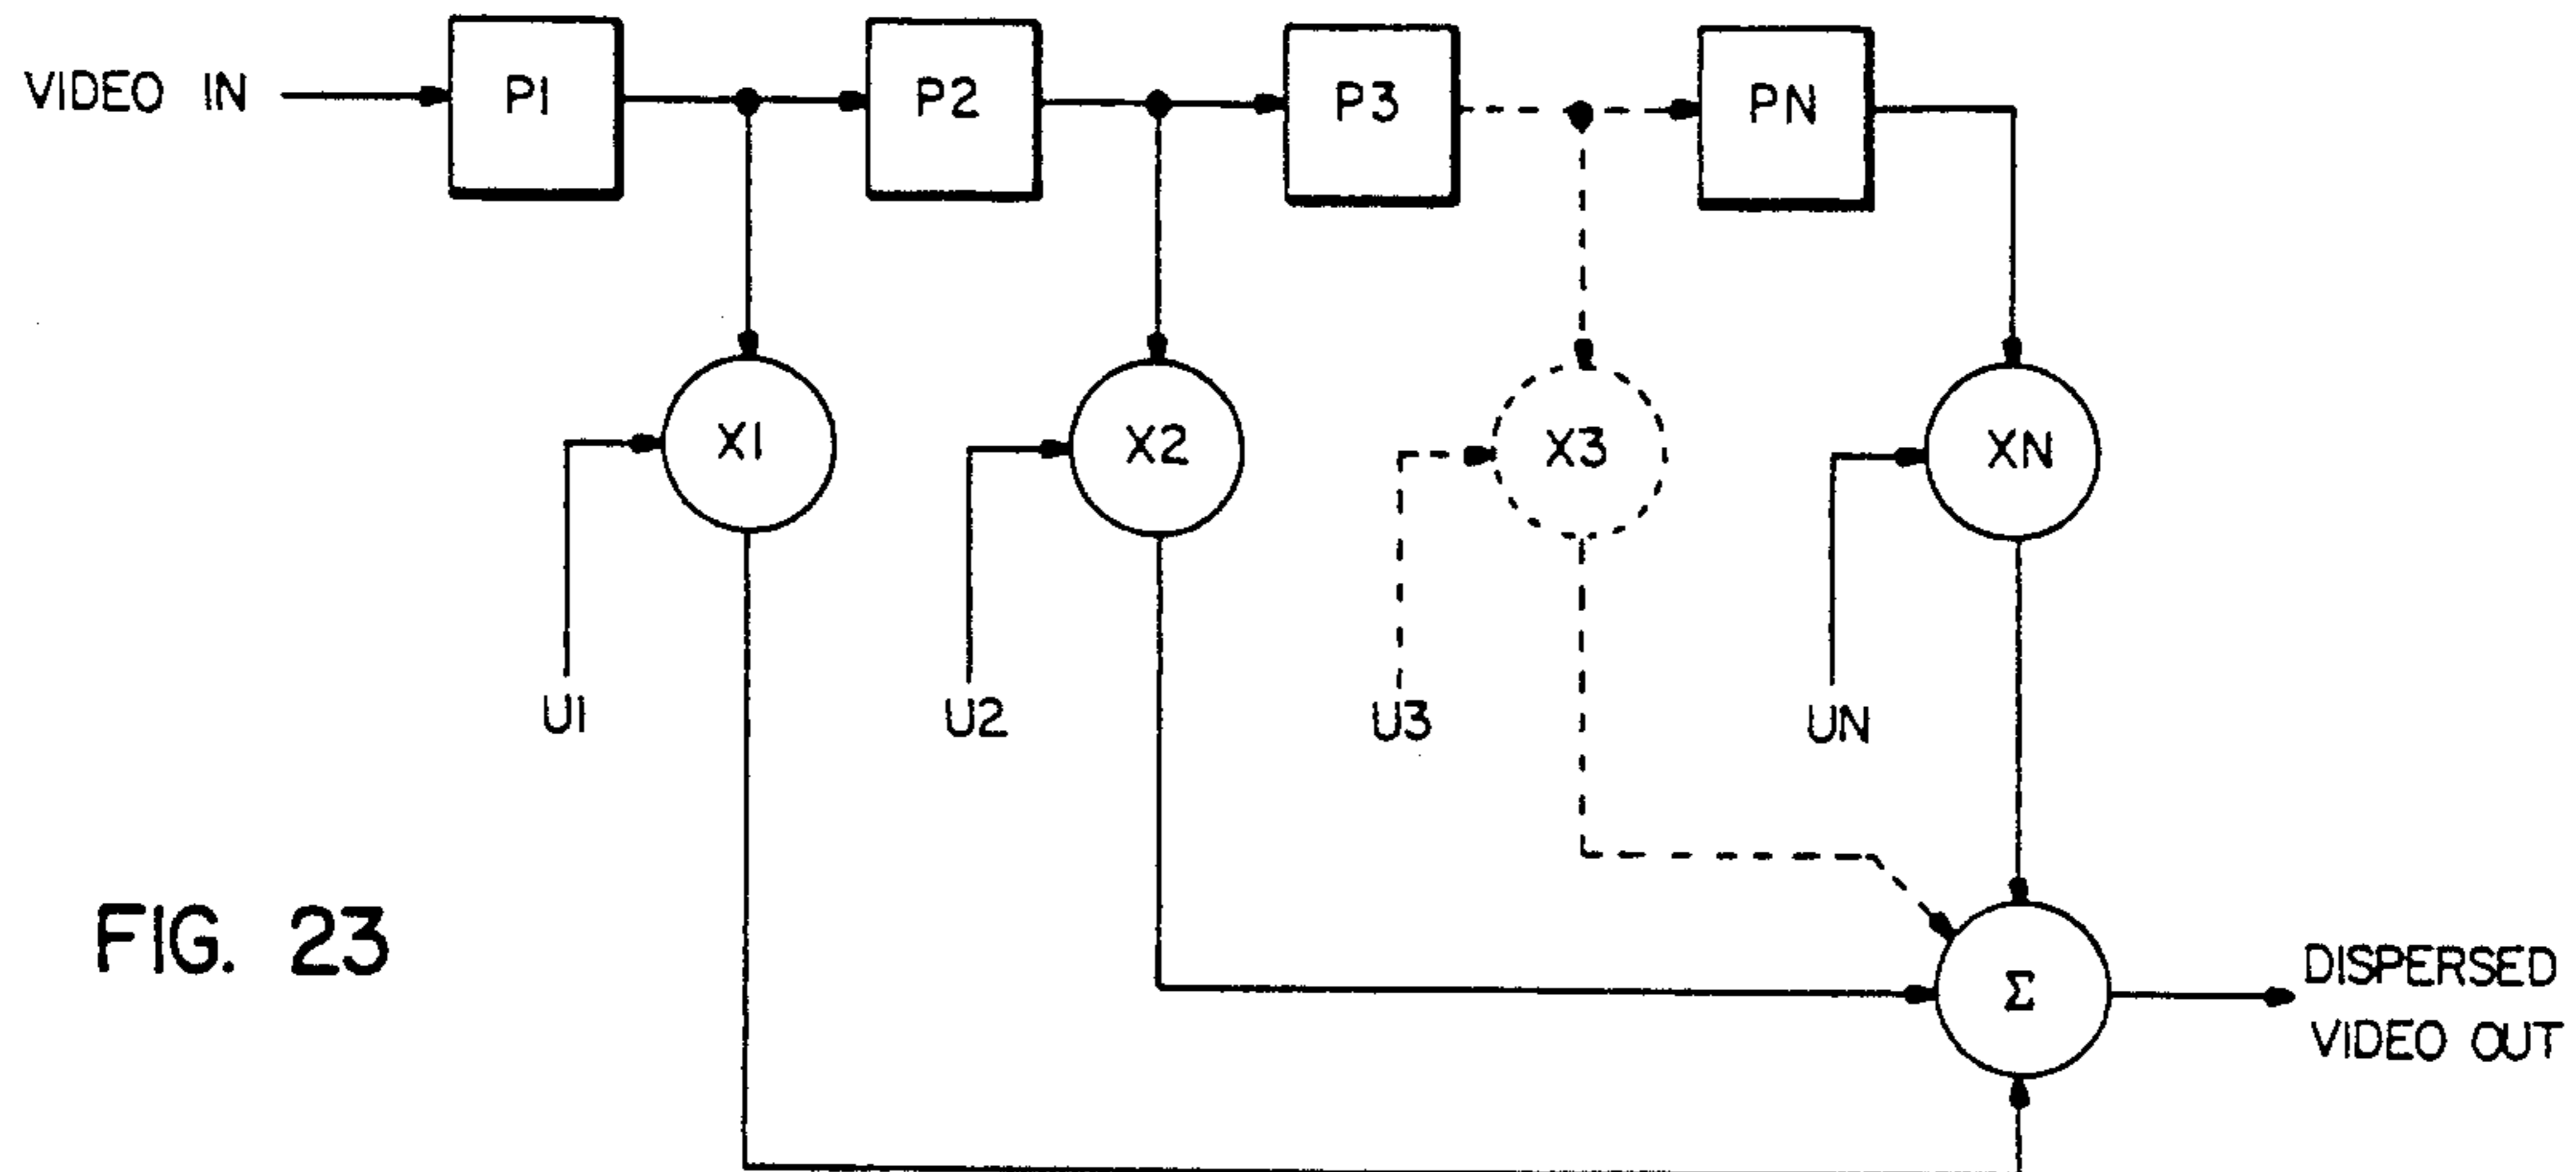 VIDEO IN
P1
P2
P3
PN
X1
X2
X3
XN
U1
U2
U3
UN
FIG. 23
Σ
DISPERSED
VIDEO OUT